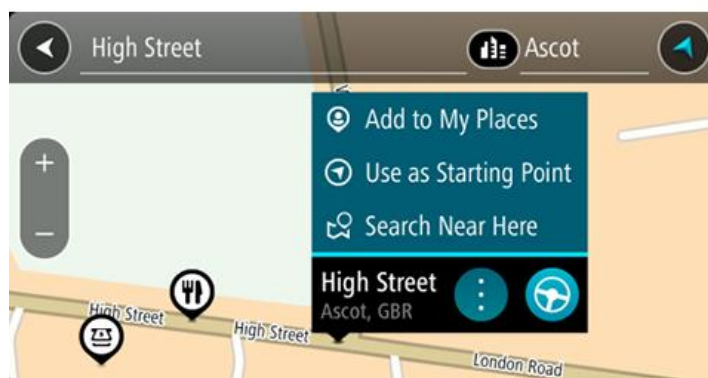 High Street
Ascot
Add to My Places
Use as Starting Point
Search Near Here
High Street
Ascot, GBR
High Street
High Street
London Road